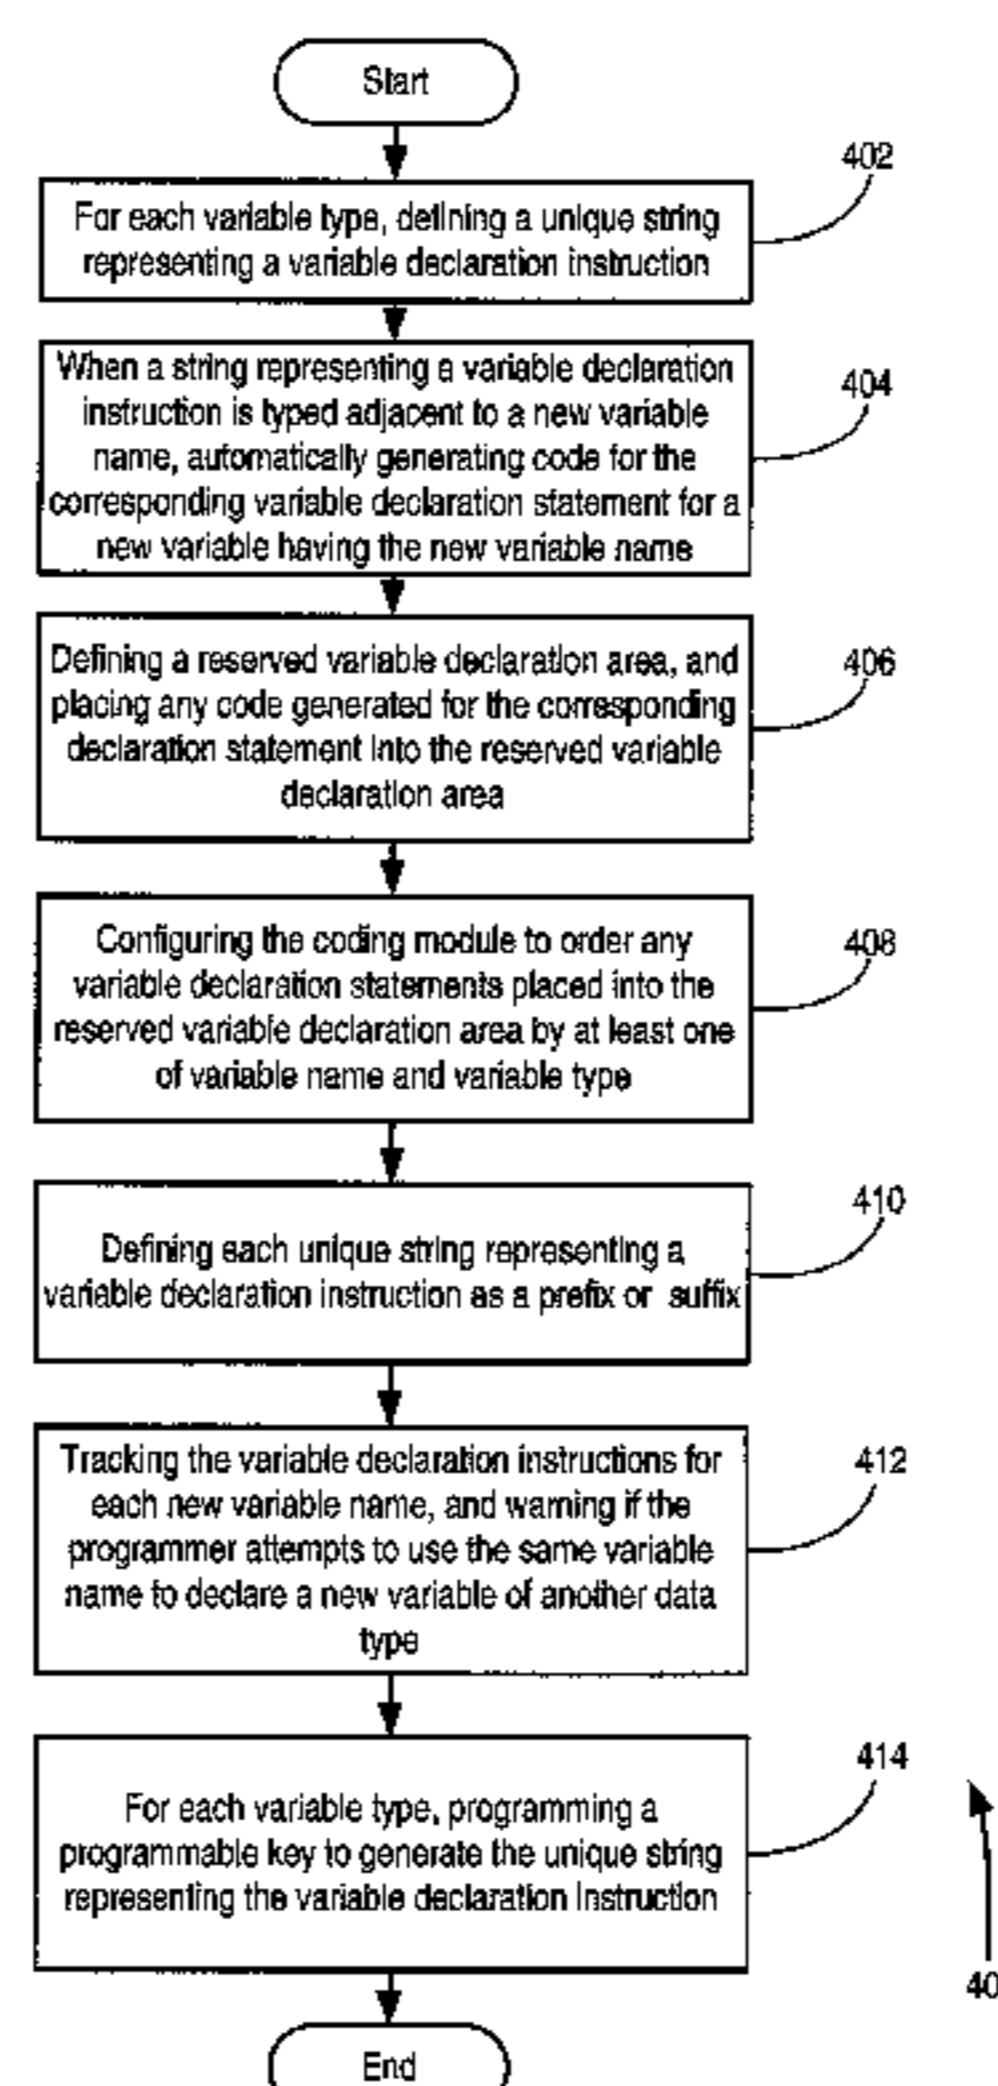 Start
402
For each variable type, defining a unique string
representing a variable declaration instruction
When a string representing a variable declaration
instruction is typed adjacent to a new variable
name, automatically generating code for the
corresponding variable declaration statement for a
new variable having the new variable name
404
Defining a reserved variable declaration area, and
placing any code generated for the corresponding
declaration statement into the reserved variable
declaration area
406
Configuring the coding module to order any
variable declaration statements placed into the
reserved variable declaration area by at least one
of variable name and variable type
408
410
Defining each unique string representing a
variable declaration instruction as a prefix or suffix
Tracking the variable declaration instructions for
each new variable name, and warning if the
programmer attempts to use the same variable
name to declare a new variable of another data
type
412
414
For each variable type, programming a
programmable key to generate the unique string
representing the variable declaration instruction
40
End